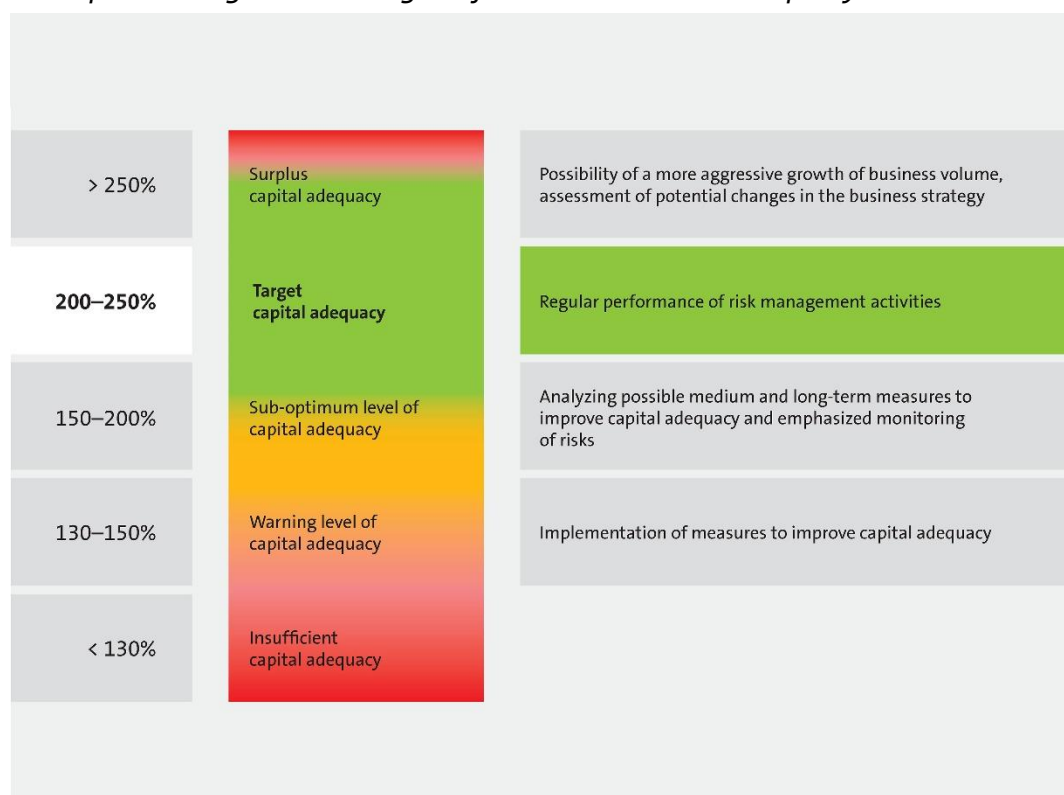 > 250%
Surplus
capital adequacy
Possibility of a more aggressive growth of business volume,
assessment of potential changes in the business strategy
200–250%
Target
capital adequacy
Regular performance of risk management activities
150–200%
Sub-optimum level of
capital adequacy
Analyzing possible medium and long-term measures to
improve capital adequacy and emphasized monitoring
of risks
130–150%
Warning level of
capital adequacy
Implementation of measures to improve capital adequacy
< 130%
Insufficient
capital adequacy